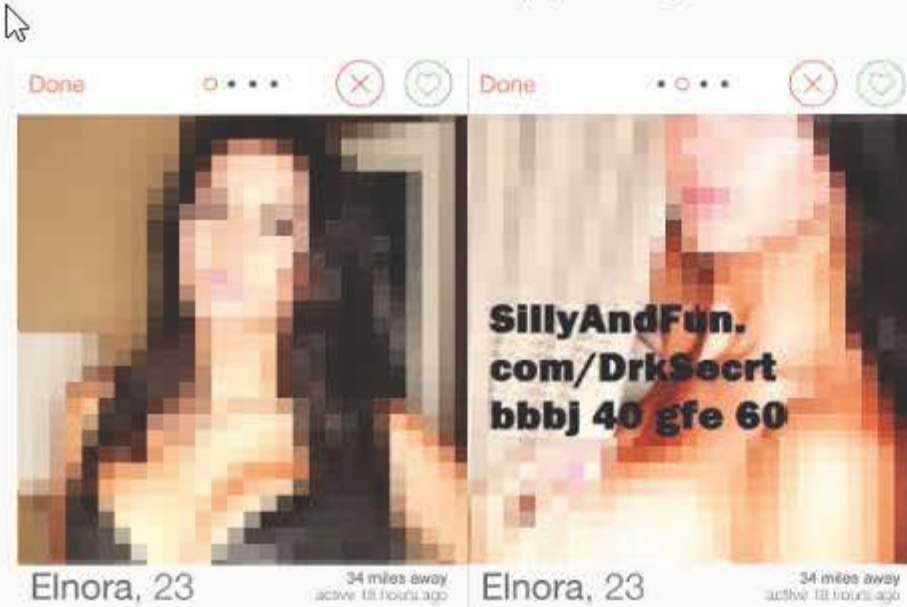 Done
Done
SillyAndFun.
com/DrkSecrt
bbbj 40 gfe 60
Elnora, 23
34 miles away
active 18 hours ago
Elnora, 23
34 miles away
active 18 hours ago